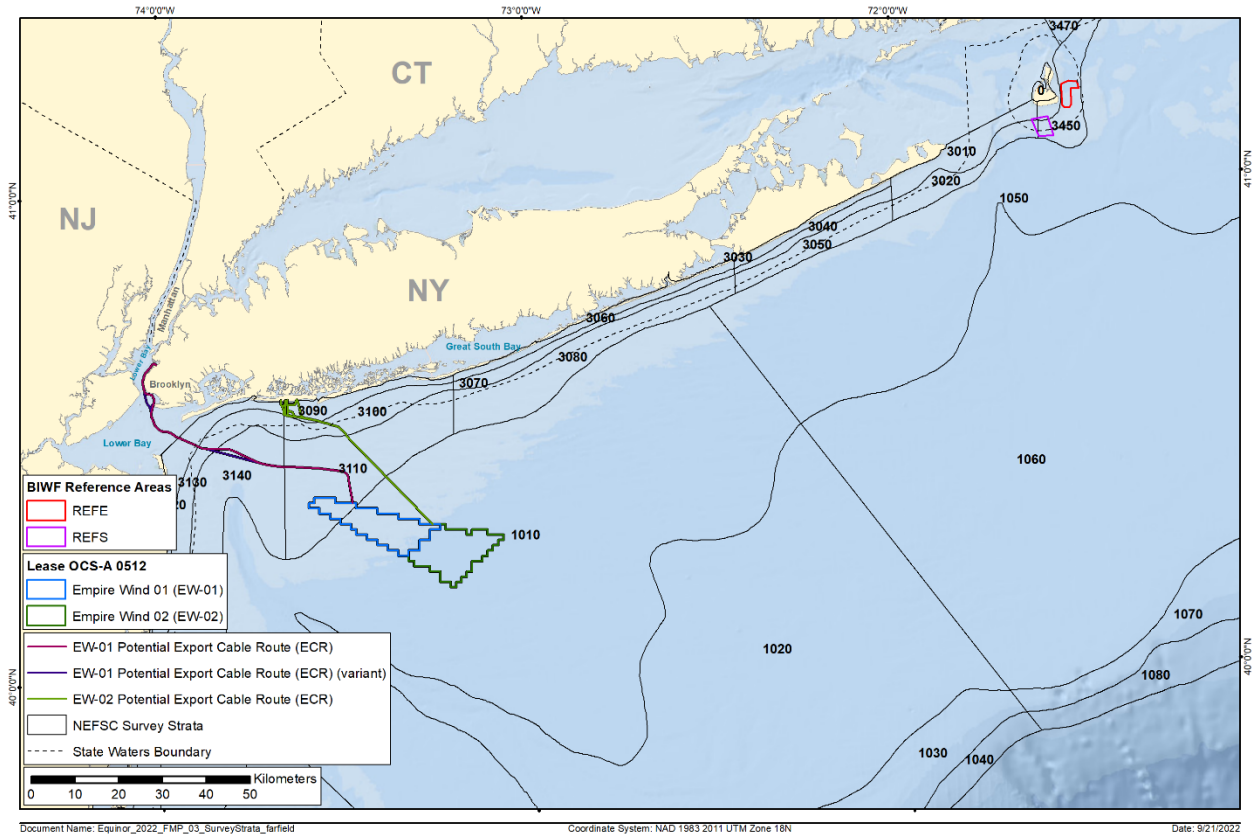 74°0'0"W
73°0'0"W
72°0'0"W
3470
CT
0
3450
3010
41°0'0"N
41°0'0"N
3020
1050
NJ
3040
3050
3030
NY
Manhattan
3060
Great South Bay
3080
Lower Bay
Brooklyn
3070
3090
3100
Lower Bay
1060
3110
3130
3140
20
1010
BIWF Reference Areas
REFE
REFS
Lease OCS-A 0512
Empire Wind 01 (EW-01)
Empire Wind 02 (EW-02)
1070
EW-01 Potential Export Cable Route (ECR)
1020
EW-01 Potential Export Cable Route (ECR) (variant)
1080
EW-02 Potential Export Cable Route (ECR)
40°0'0"N
40°0'0"N
NEFSC Survey Strata
State Waters Boundary
1030
1040
Kilometers
0 10 20 30 40 50
Document Name: Equinor_2022_FMP_03_SurveyStrata_farfield
Coordinate System: NAD 1983 2011 UTM Zone 18N
Date: 9/21/2022